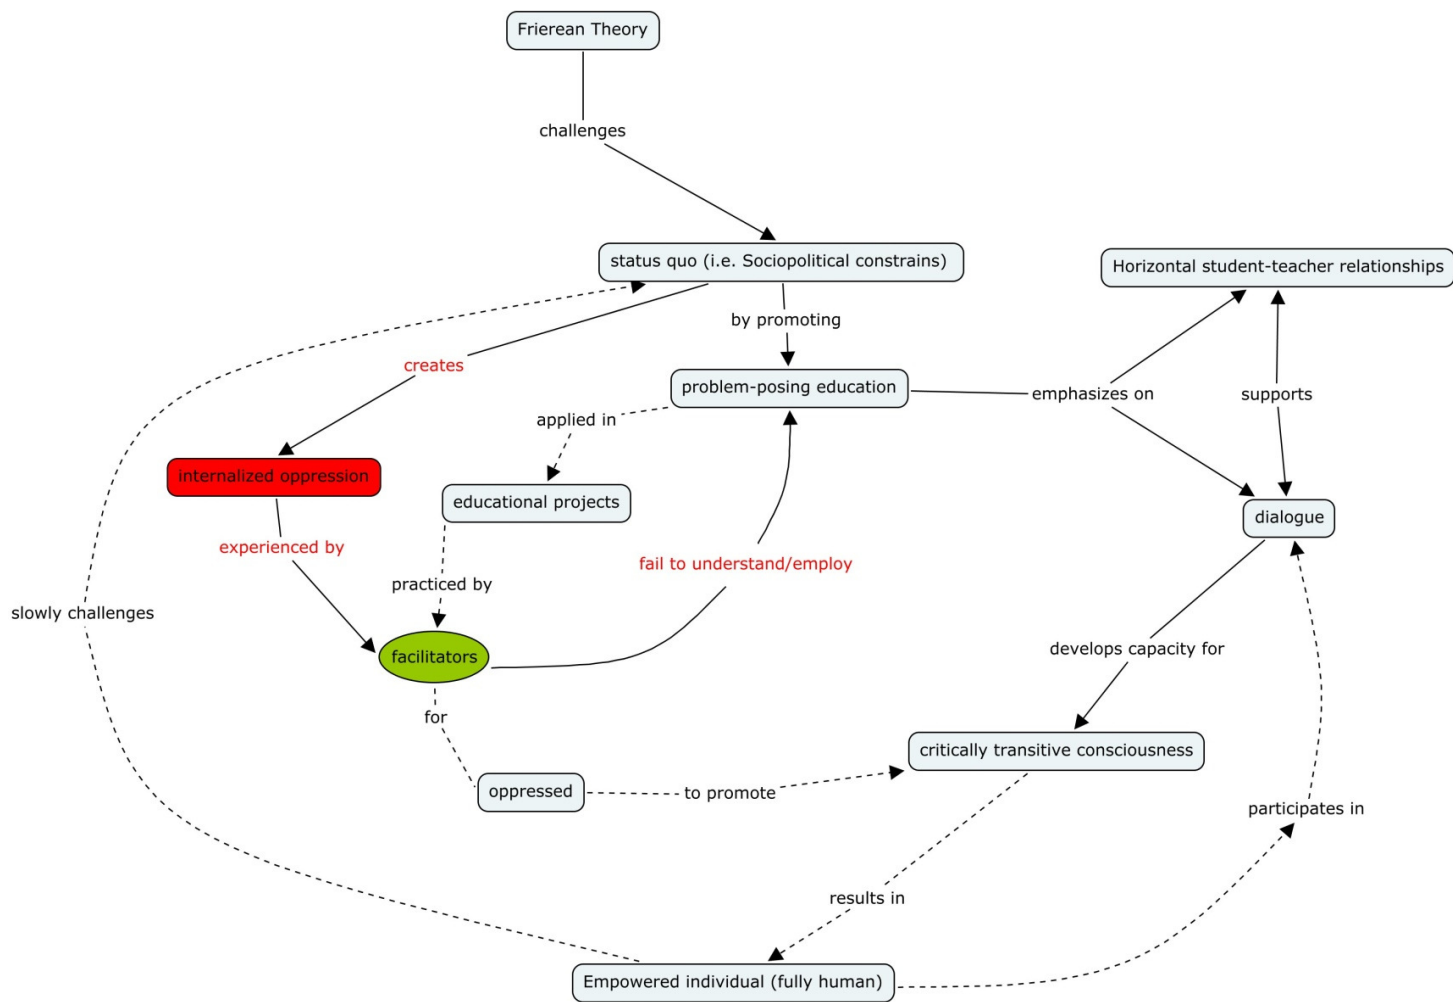 Frierean Theory
challenges
status quo (i.e. Sociopolitical constrains)
Horizontal student-teacher relationships
by promoting
creates
problem-posing education
emphasizes on
supports
applied in
internalized oppression
educational projects
dialogue
experienced by
fail to understand/employ
practiced by
slowly challenges
facilitators
develops capacity for
for
critically transitive consciousness
oppressed
to promote
participates in
results in
Empowered individual (fully human)